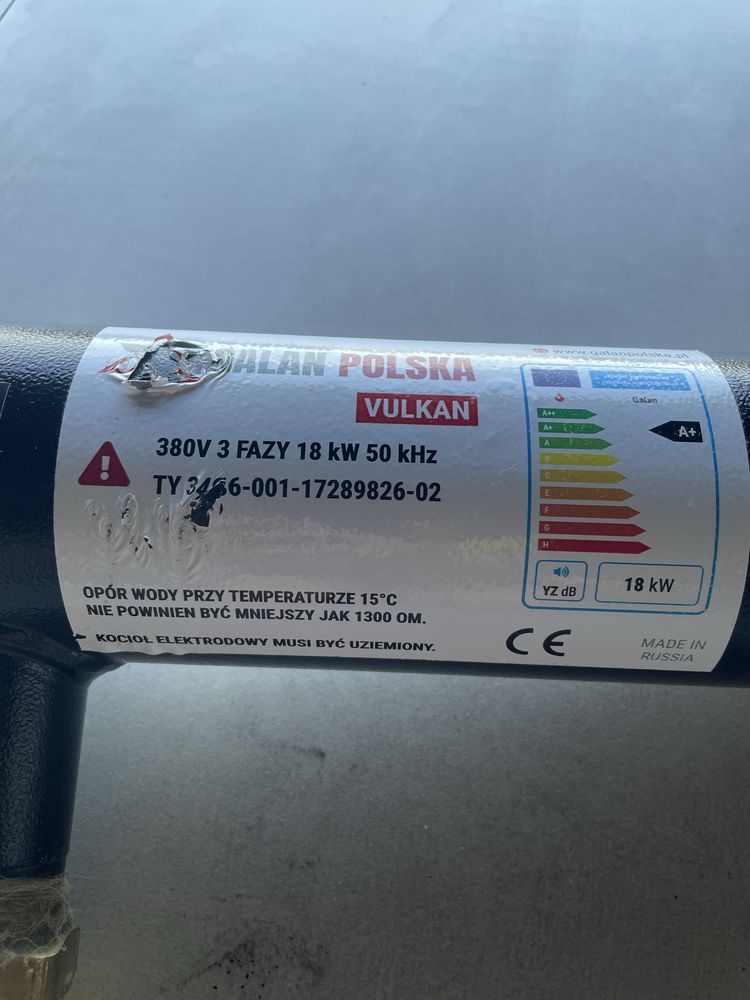 ALAN POLSKA
www.galanpolska.pl
VULKAN
380V 3 FAZY 18 kW 50 kHz
TY 3456-001-17289826-02
OPÓR WODY PRZY TEMPERATURZE 15°C
NIE POWINIEN BYĆ MNIEJSZY JAK 1300 OM.
KOCIOŁ ELEKTRODOWY MUSI BYĆ UZIEMIONY.
Galan
A++
A+
A
B
C
E
F
G
H
A+
YZ dB
18 kW
CE
MADE IN
RUSSIA